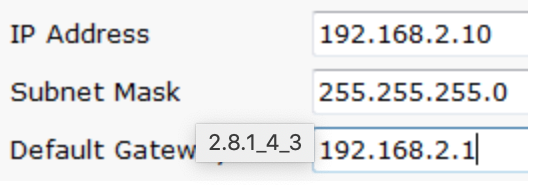 IP Address 192.168.2.10
Subnet Mask 255.255.255.0
Default Gatew 2.8.1_4_3 192.168.2.1